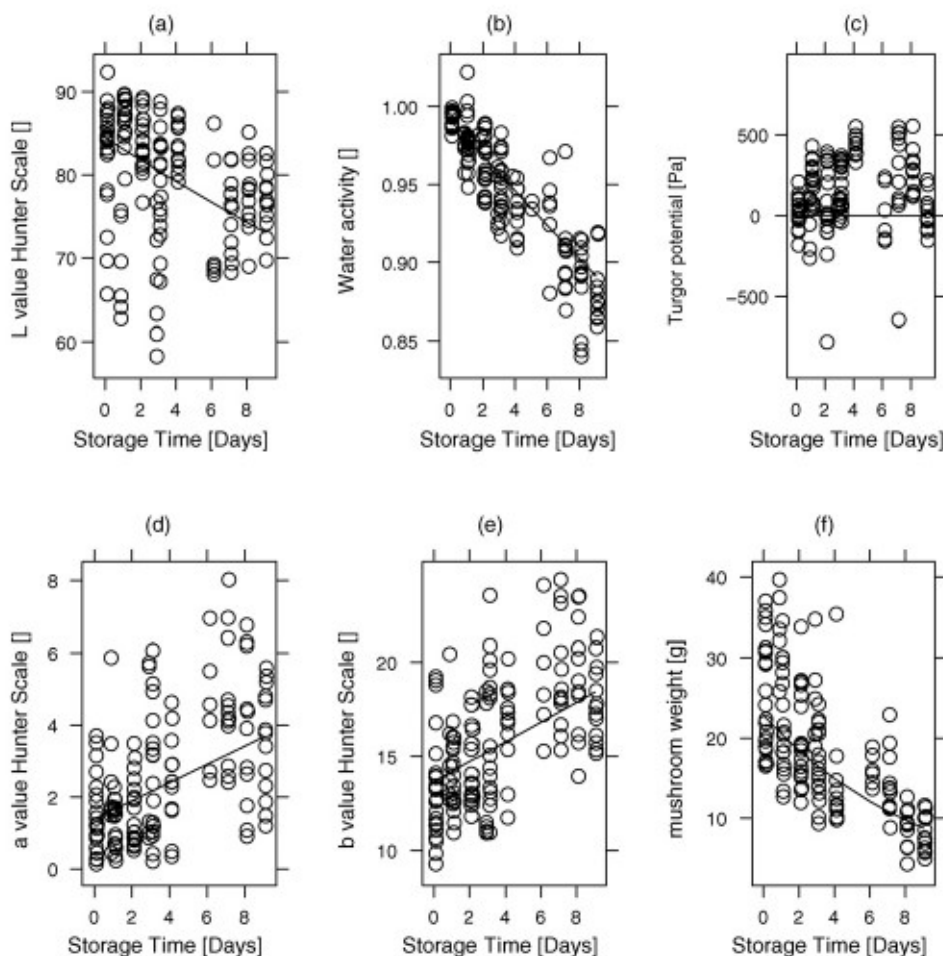 (a)
(b)
(c)
90
80
70
60
L value Hunter Scale []
0 2 4 6 8
Storage Time [Days]
1.00
0.95
0.90
0.85
Water activity []
0 2 4 6 8
Storage Time [Days]
500
0
−500
Turgor potential [Pa]
0 2 4 6 8
Storage Time [Days]
(d)
(e)
(f)
8
6
4
2
0
a value Hunter Scale []
0 2 4 6 8
Storage Time [Days]
20
15
10
b value Hunter Scale []
0 2 4 6 8
Storage Time [Days]
40
30
20
10
mushroom weight [g]
0 2 4 6 8
Storage Time [Days]